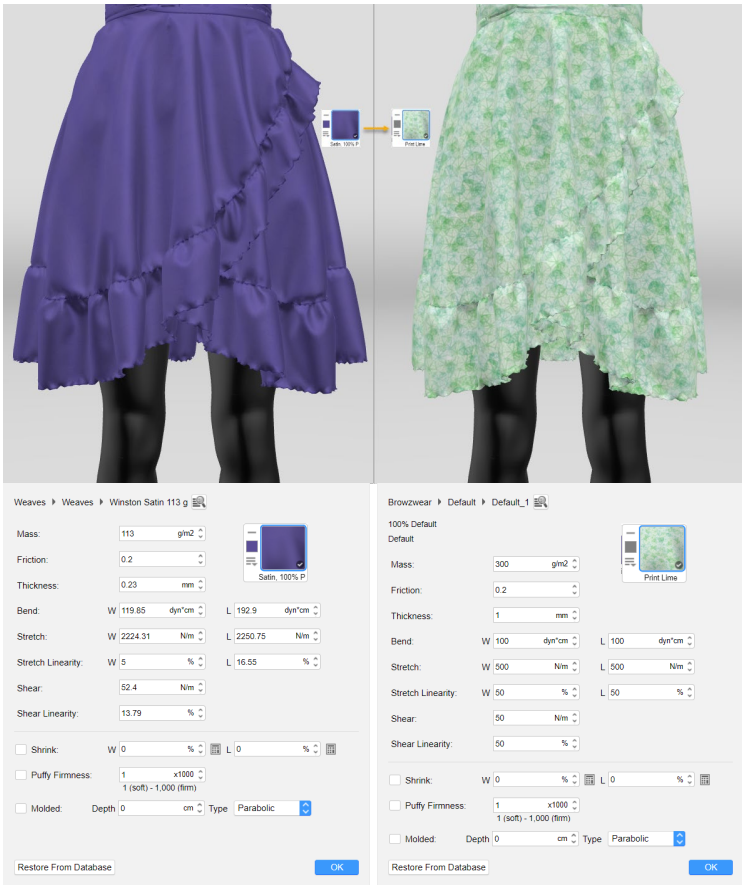 Satin, 100% P
Print Lime
Weaves Weaves Winston Satin 113 g
Mass: 113 g/m2
Friction: 0.2
Satin, 100% P
Thickness: 0.23 mm
Bend: W 119.85 dyn*cm L 192.9 dyn*cm
Stretch: W 2224.31 N/m L 2250.75 N/m
Stretch Linearity: W 5 % L 16.55 %
Shear: 52.4 N/m
Shear Linearity: 13.79 %
Shrink: W 0 % L 0 %
Puffy Firmness: 1 x1000
1 (soft) - 1,000 (firm)
Molded: Depth 0 cm Type Parabolic
Restore From Database OK
Browzwear Default Default_1
100% Default
Default
Mass: 300 g/m2
Print Lime
Friction: 0.2
Thickness: 1 mm
Bend: W 100 dyn*cm L 100 dyn*cm
Stretch: W 500 N/m L 500 N/m
Stretch Linearity: W 50 % L 50 %
Shear: 50 N/m
Shear Linearity: 50 %
Shrink: W 0 % L 0 %
Puffy Firmness: 1 x1000
1 (soft) - 1,000 (firm)
Molded: Depth 0 cm Type Parabolic
Restore From Database OK